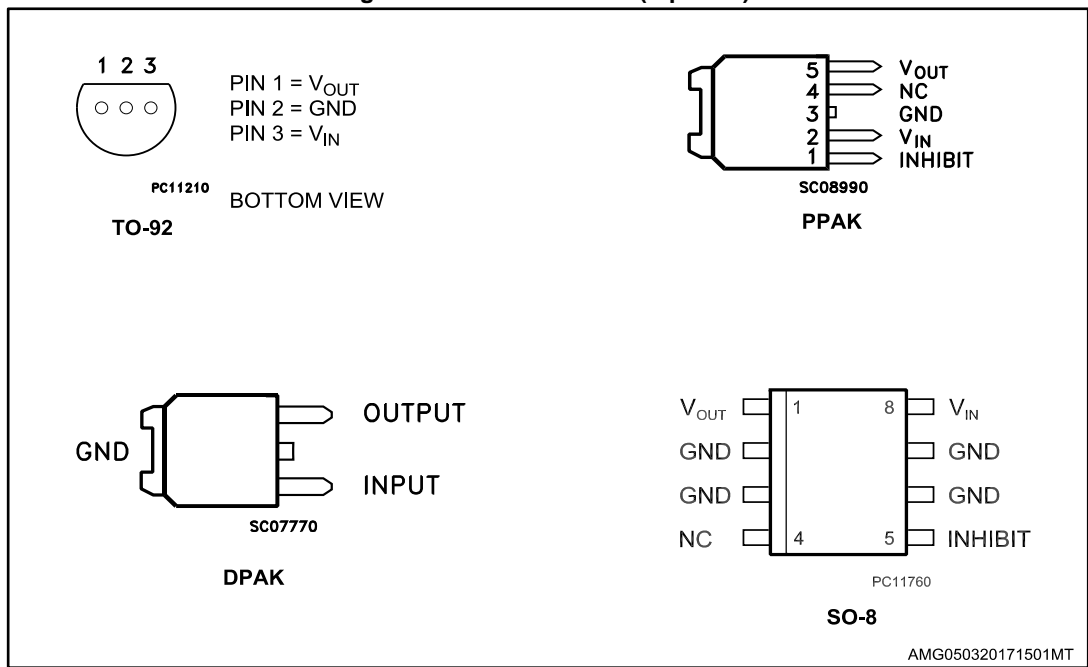 1 2 3
PIN 1 = VOUT
PIN 2 = GND
PIN 3 = VIN
PC11210
BOTTOM VIEW
TO-92
5 VOUT
4 NC
3 GND
2 VIN
1 INHIBIT
SC08990
PPAK
OUTPUT
GND
INPUT
SC07770
DPAK
VOUT 1 8 VIN
GND GND
GND GND
NC 4 5 INHIBIT
PC11760
SO-8
AMG050320171501MT